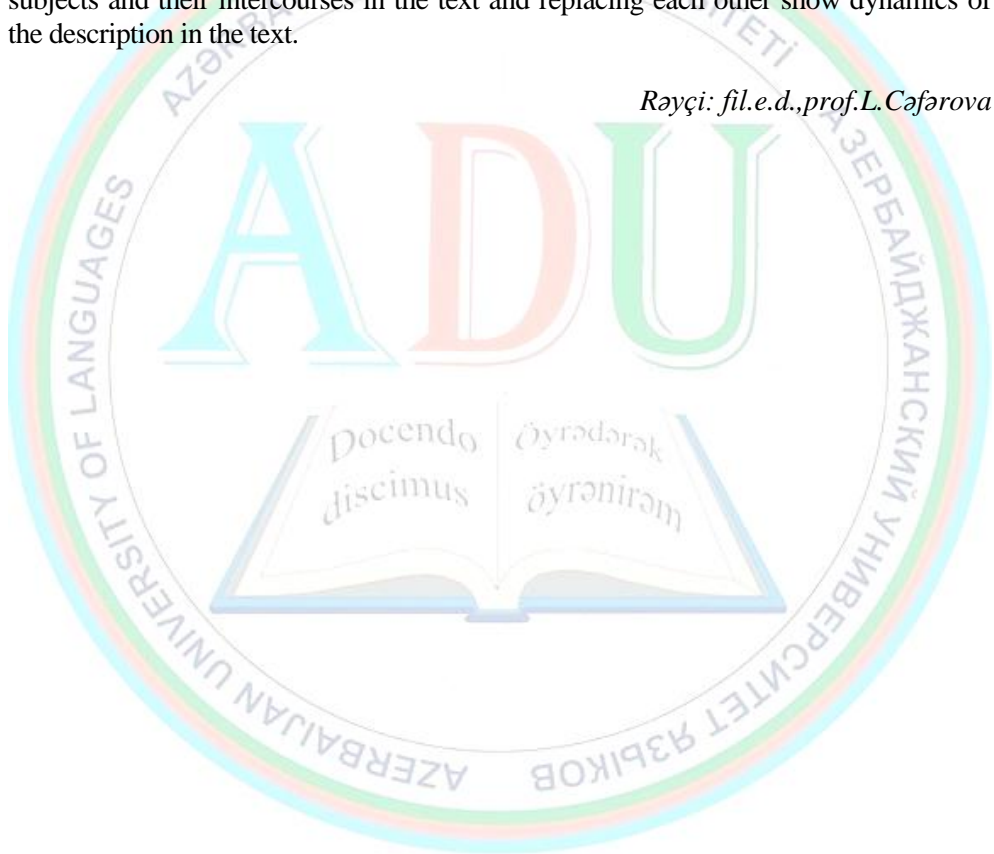 subjects and their intercourses in the text and replacing each other show dynamics of
the description in the text.
Rəyçi: fil.e.d.,prof.L.Cəfərova
ADU
Docendo
discimus
Öyrədərək
öyrənirəm
AZERBAIJAN UNIVERSITY OF LANGUAGES
АЗЕРБАЙДЖАНСКИЙ УНИВЕРСИТЕТ ЯЗЫКОВ